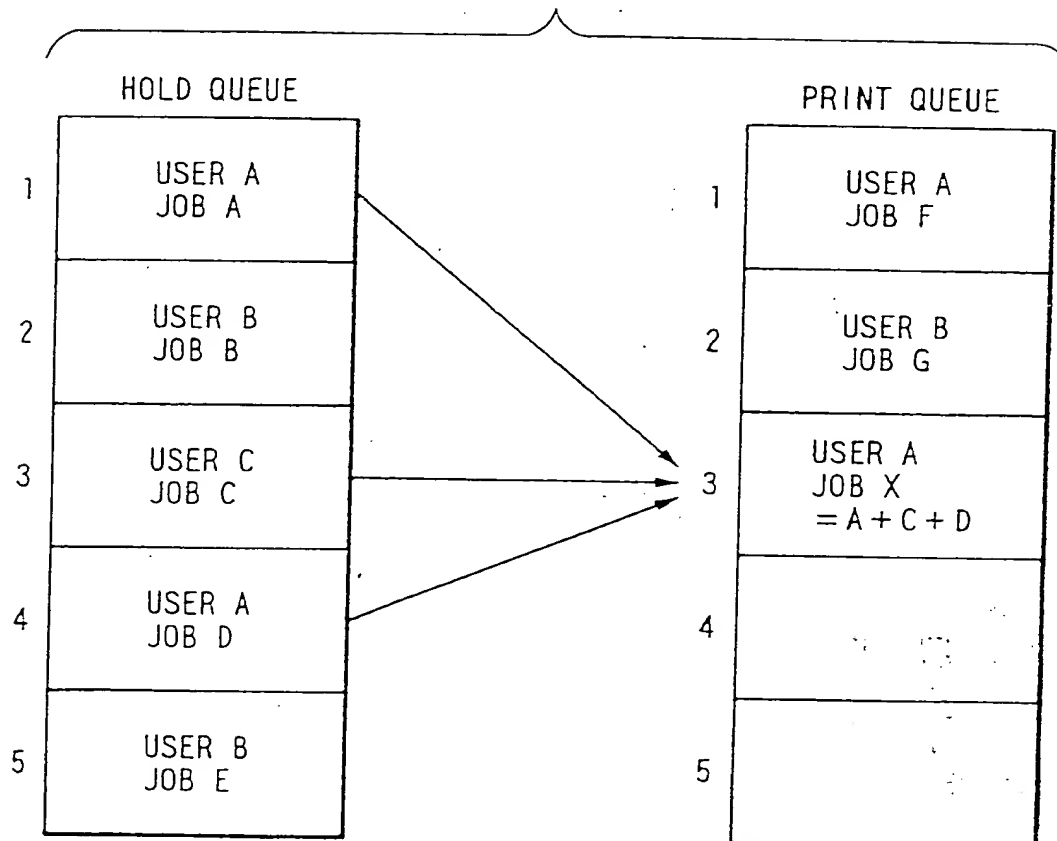 HOLD QUEUE
1
USER A
JOB A
2
USER B
JOB B
3
USER C
JOB C
4
USER A
JOB D
5
USER B
JOB E
PRINT QUEUE
1
USER A
JOB F
2
USER B
JOB G
3
USER A
JOB X
=A+C+D
4
5